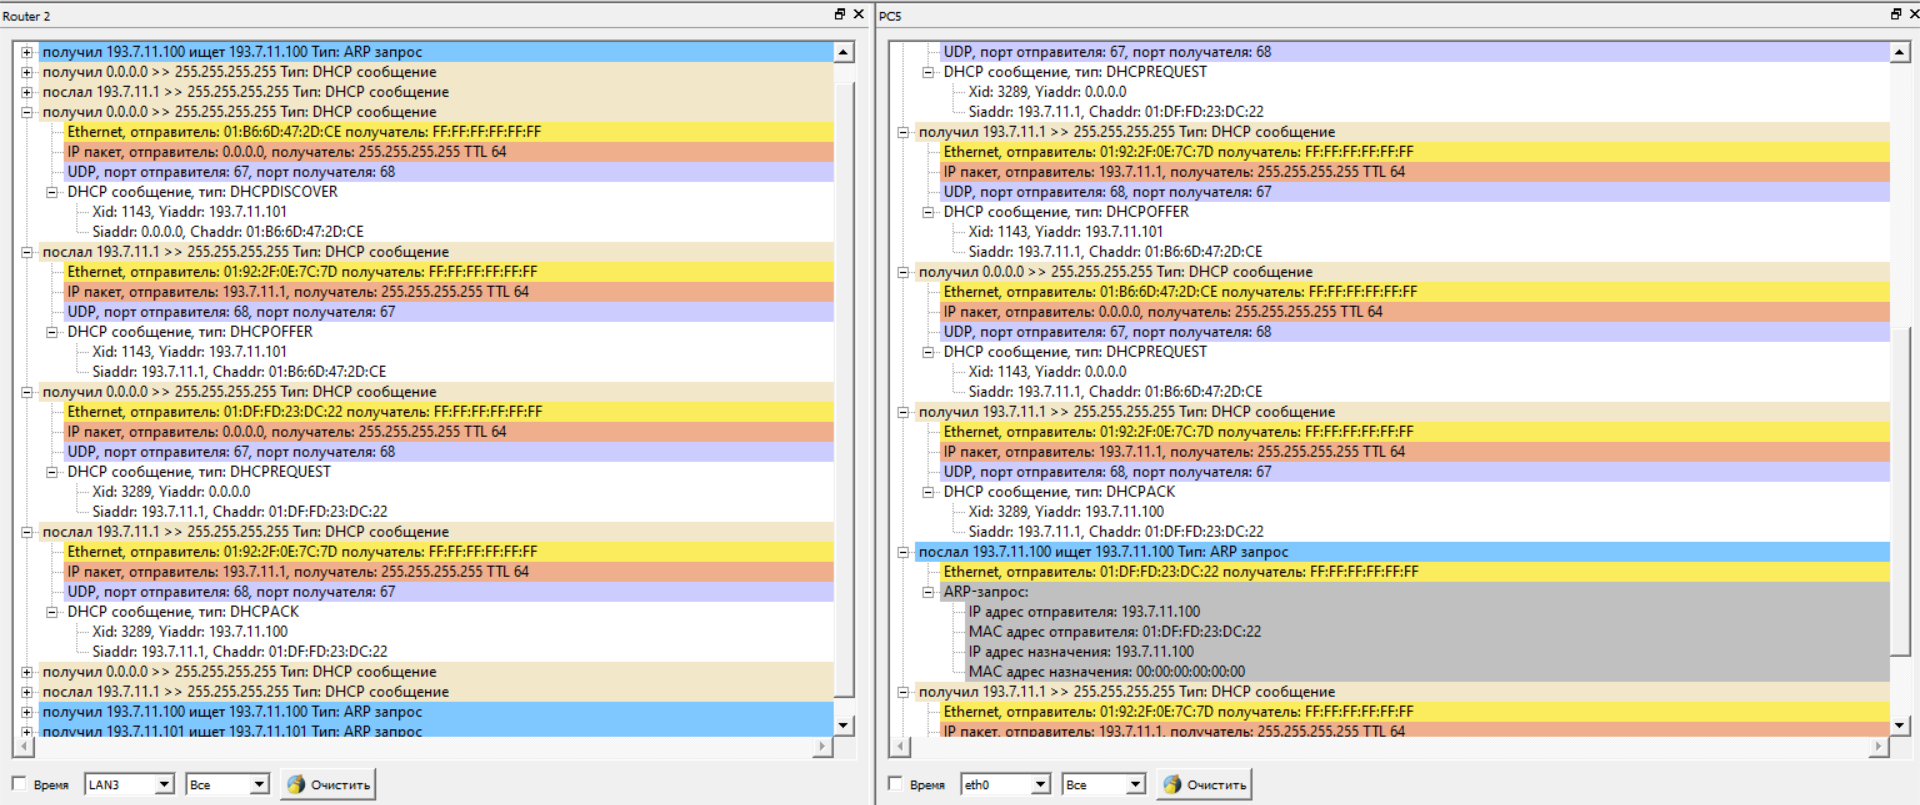 Router 2
получил 193.7.11.100 ищет 193.7.11.100 Тип: ARP запрос
получил 0.0.0.0 >> 255.255.255.255 Тип: DHCP сообщение
послал 193.7.11.1 >> 255.255.255.255 Тип: DHCP сообщение
получил 0.0.0.0 >> 255.255.255.255 Тип: DHCP сообщение
Ethernet, отправитель: 01:B6:6D:47:2D:CE получатель: FF:FF:FF:FF:FF:FF
IP пакет, отправитель: 0.0.0.0, получатель: 255.255.255.255 TTL 64
UDP, порт отправителя: 67, порт получателя: 68
DHCP сообщение, тип: DHCPDISCOVER
Xid: 1143, Yiaddr: 193.7.11.101
Siaddr: 0.0.0.0, Chaddr: 01:B6:6D:47:2D:CE
послал 193.7.11.1 >> 255.255.255.255 Тип: DHCP сообщение
Ethernet, отправитель: 01:92:2F:0E:7C:7D получатель: FF:FF:FF:FF:FF:FF
IP пакет, отправитель: 193.7.11.1, получатель: 255.255.255.255 TTL 64
UDP, порт отправителя: 68, порт получателя: 67
DHCP сообщение, тип: DHCPOFFER
Xid: 1143, Yiaddr: 193.7.11.101
Siaddr: 193.7.11.1, Chaddr: 01:B6:6D:47:2D:CE
получил 0.0.0.0 >> 255.255.255.255 Тип: DHCP сообщение
Ethernet, отправитель: 01:DF:FD:23:DC:22 получатель: FF:FF:FF:FF:FF:FF
IP пакет, отправитель: 0.0.0.0, получатель: 255.255.255.255 TTL 64
UDP, порт отправителя: 67, порт получателя: 68
DHCP сообщение, тип: DHCPREQUEST
Xid: 3289, Yiaddr: 0.0.0.0
Siaddr: 193.7.11.1, Chaddr: 01:DF:FD:23:DC:22
послал 193.7.11.1 >> 255.255.255.255 Тип: DHCP сообщение
Ethernet, отправитель: 01:92:2F:0E:7C:7D получатель: FF:FF:FF:FF:FF:FF
IP пакет, отправитель: 193.7.11.1, получатель: 255.255.255.255 TTL 64
UDP, порт отправителя: 68, порт получателя: 67
DHCP сообщение, тип: DHCPACK
Xid: 3289, Yiaddr: 193.7.11.100
Siaddr: 193.7.11.1, Chaddr: 01:DF:FD:23:DC:22
получил 0.0.0.0 >> 255.255.255.255 Тип: DHCP сообщение
послал 193.7.11.1 >> 255.255.255.255 Тип: DHCP сообщение
получил 193.7.11.100 ищет 193.7.11.100 Тип: ARP запрос
получил 193.7.11.101 ищет 193.7.11.101 Тип: ARP запрос
Время LAN3 Все Очистить
PC5
UDP, порт отправителя: 67, порт получателя: 68
DHCP сообщение, тип: DHCPREQUEST
Xid: 3289, Yiaddr: 0.0.0.0
Siaddr: 193.7.11.1, Chaddr: 01:DF:FD:23:DC:22
получил 193.7.11.1 >> 255.255.255.255 Тип: DHCP сообщение
Ethernet, отправитель: 01:92:2F:0E:7C:7D получатель: FF:FF:FF:FF:FF:FF
IP пакет, отправитель: 193.7.11.1, получатель: 255.255.255.255 TTL 64
UDP, порт отправителя: 68, порт получателя: 67
DHCP сообщение, тип: DHCPOFFER
Xid: 1143, Yiaddr: 193.7.11.101
Siaddr: 193.7.11.1, Chaddr: 01:B6:6D:47:2D:CE
получил 0.0.0.0 >> 255.255.255.255 Тип: DHCP сообщение
Ethernet, отправитель: 01:B6:6D:47:2D:CE получатель: FF:FF:FF:FF:FF:FF
IP пакет, отправитель: 0.0.0.0, получатель: 255.255.255.255 TTL 64
UDP, порт отправителя: 67, порт получателя: 68
DHCP сообщение, тип: DHCPREQUEST
Xid: 1143, Yiaddr: 0.0.0.0
Siaddr: 193.7.11.1, Chaddr: 01:B6:6D:47:2D:CE
получил 193.7.11.1 >> 255.255.255.255 Тип: DHCP сообщение
Ethernet, отправитель: 01:92:2F:0E:7C:7D получатель: FF:FF:FF:FF:FF:FF
IP пакет, отправитель: 193.7.11.1, получатель: 255.255.255.255 TTL 64
UDP, порт отправителя: 68, порт получателя: 67
DHCP сообщение, тип: DHCPACK
Xid: 3289, Yiaddr: 193.7.11.100
Siaddr: 193.7.11.1, Chaddr: 01:DF:FD:23:DC:22
послал 193.7.11.100 ищет 193.7.11.100 Тип: ARP запрос
Ethernet, отправитель: 01:DF:FD:23:DC:22 получатель: FF:FF:FF:FF:FF:FF
ARP-запрос:
IP адрес отправителя: 193.7.11.100
MAC адрес отправителя: 01:DF:FD:23:DC:22
IP адрес назначения: 193.7.11.100
MAC адрес назначения: 00:00:00:00:00:00
получил 193.7.11.1 >> 255.255.255.255 Тип: DHCP сообщение
Ethernet, отправитель: 01:92:2F:0E:7C:7D получатель: FF:FF:FF:FF:FF:FF
IP пакет, отправитель: 193.7.11.1, получатель: 255.255.255.255 TTL 64
Время eth0 Все Очистить